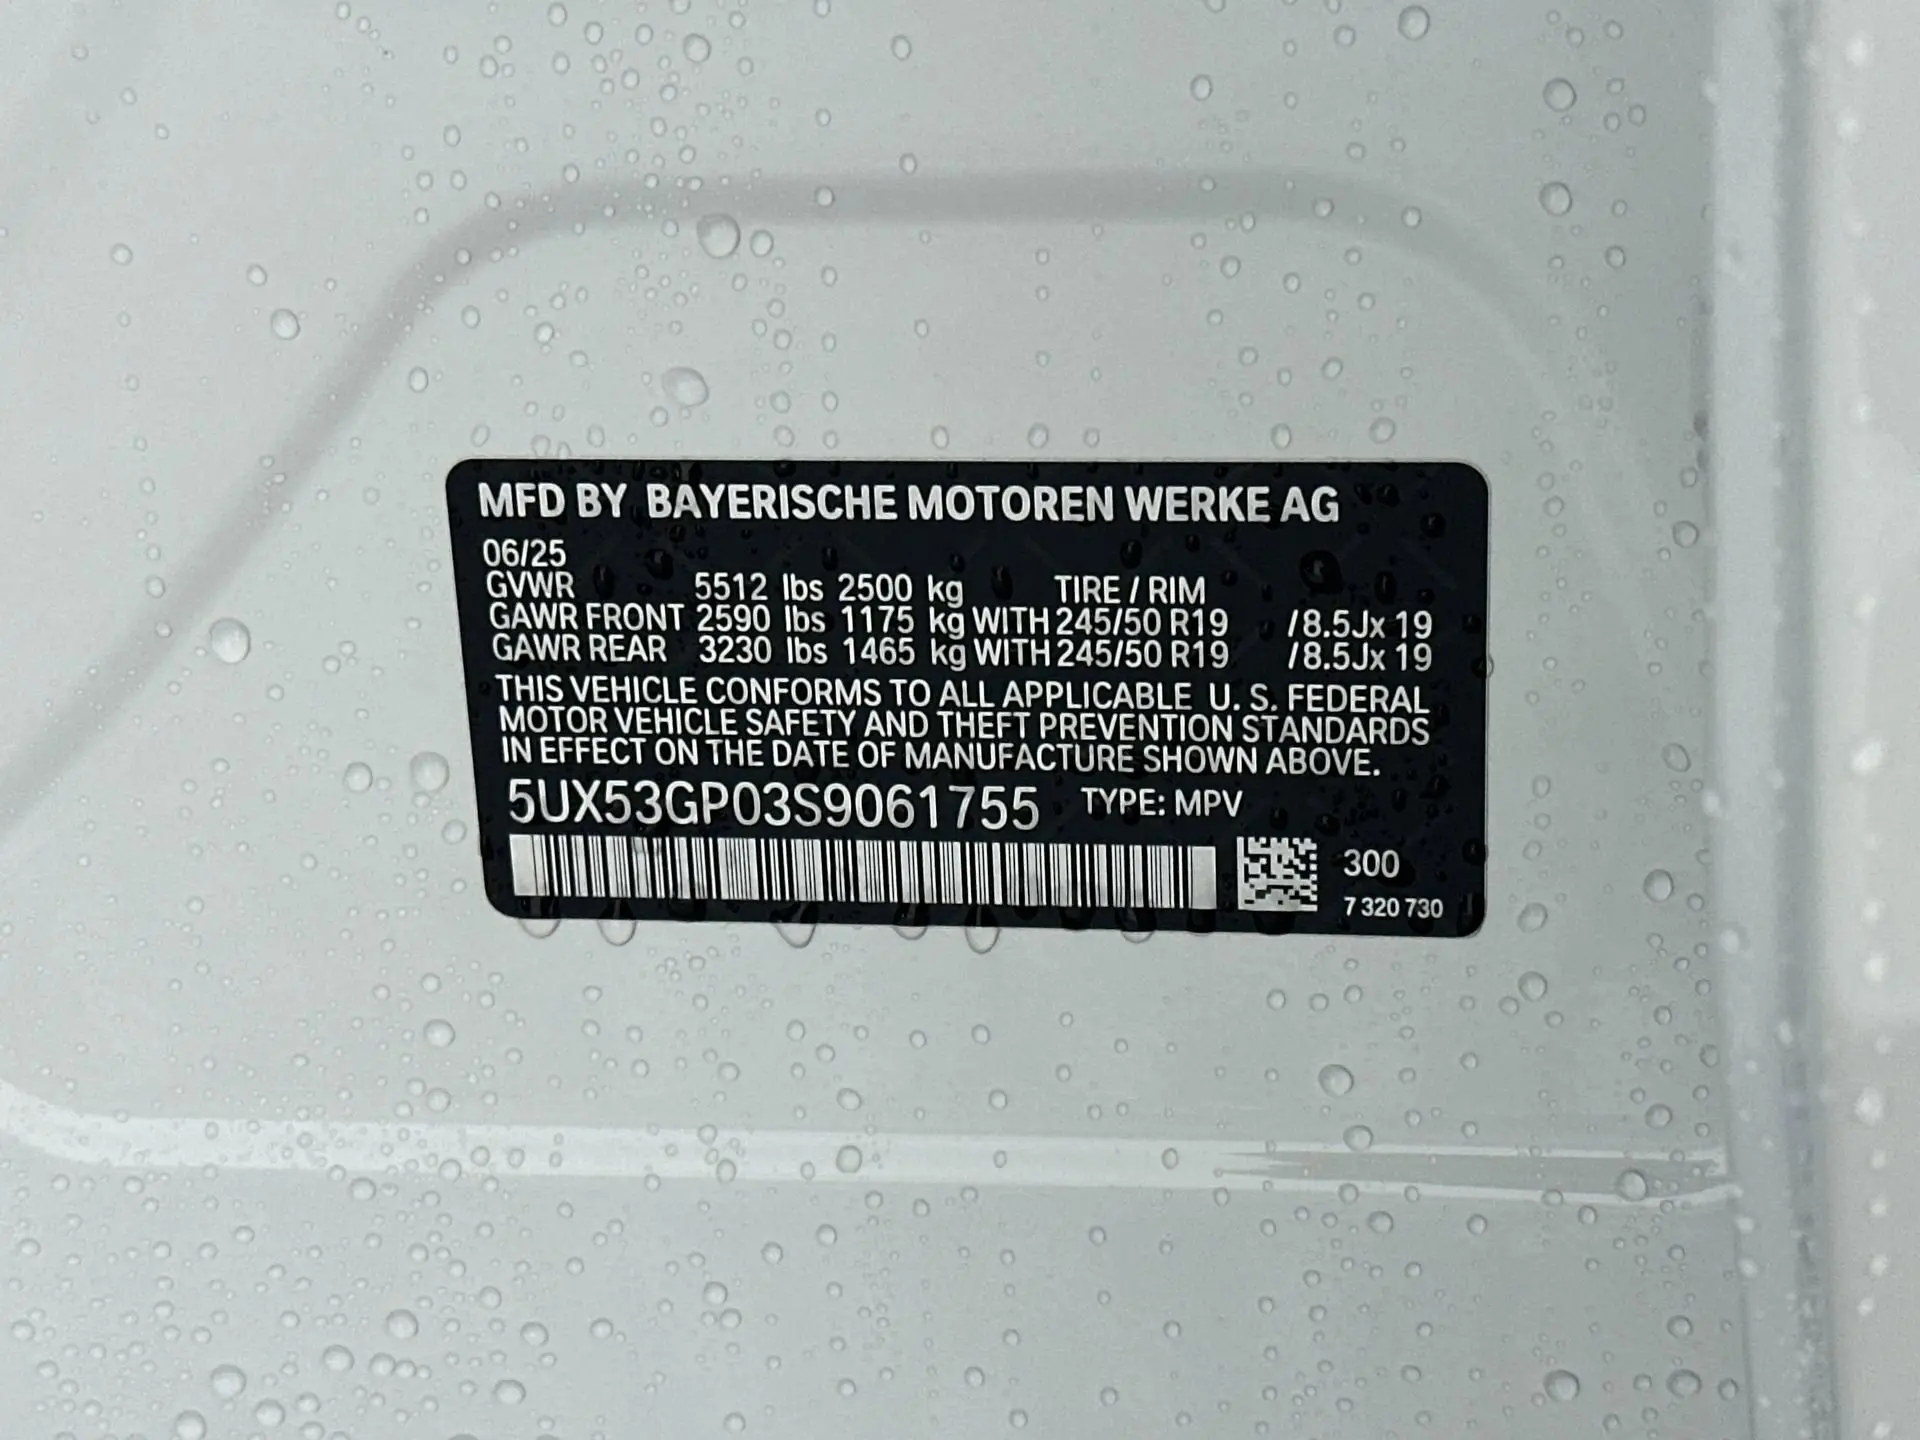 MFD BY BAYERISCHE MOTOREN WERKE AG
06/25
GVWR 5512 lbs 2500 kg TIRE / RIM
GAWR FRONT 2590 lbs 1175 kg WITH 245/50 R19 /8.5Jx 19
GAWR REAR 3230 lbs 1465 kg WITH 245/50 R19 /8.5Jx 19
THIS VEHICLE CONFORMS TO ALL APPLICABLE U. S. FEDERAL
MOTOR VEHICLE SAFETY AND THEFT PREVENTION STANDARDS
IN EFFECT ON THE DATE OF MANUFACTURE SHOWN ABOVE.
5UX53GP03S9061755 TYPE: MPV
300
7 320 730